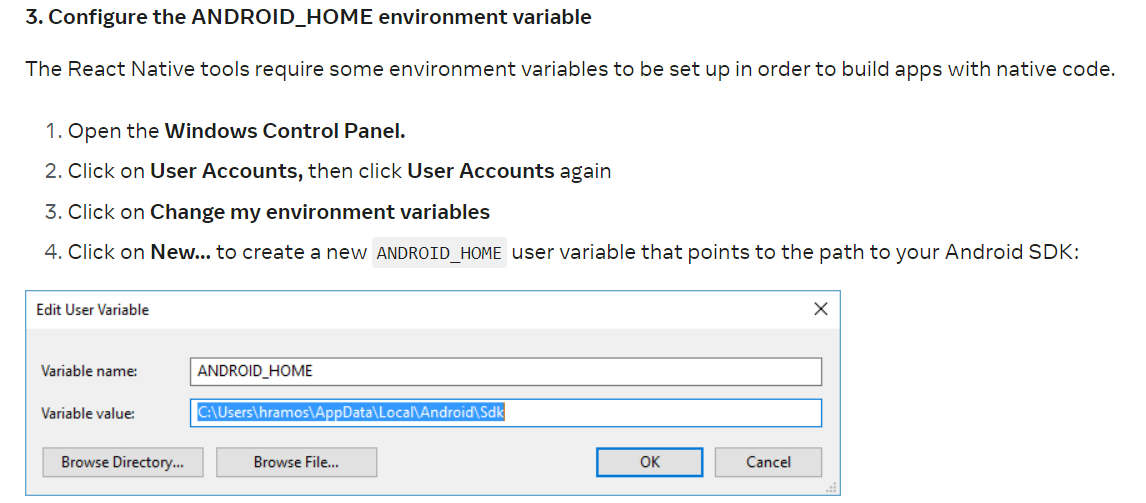 3. Configure the ANDROID_HOME environment variable
The React Native tools require some environment variables to be set up in order to build apps with native code.
1. Open the Windows Control Panel.
2. Click on User Accounts, then click User Accounts again
3. Click on Change my environment variables
4. Click on New... to create a new ANDROID_HOME user variable that points to the path to your Android SDK:
Edit User Variable
Variable name: ANDROID_HOME
Variable value: C:\Users\hramos\AppData\Local\Android\Sdk
Browse Directory... Browse File... OK Cancel